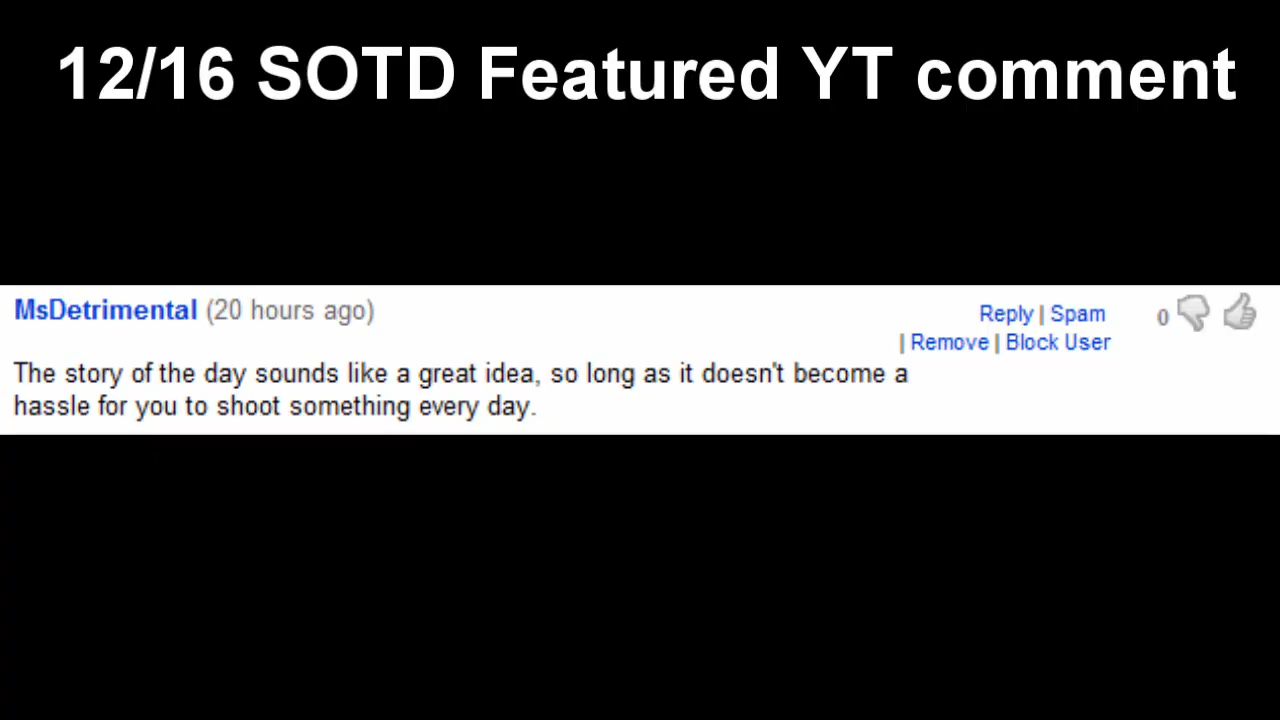 12/16 SOTD Featured YT comment
MsDetrimental (20 hours ago)
Reply | Spam
| Remove | Block User
0
The story of the day sounds like a great idea, so long as it doesn't become a
hassle for you to shoot something every day.